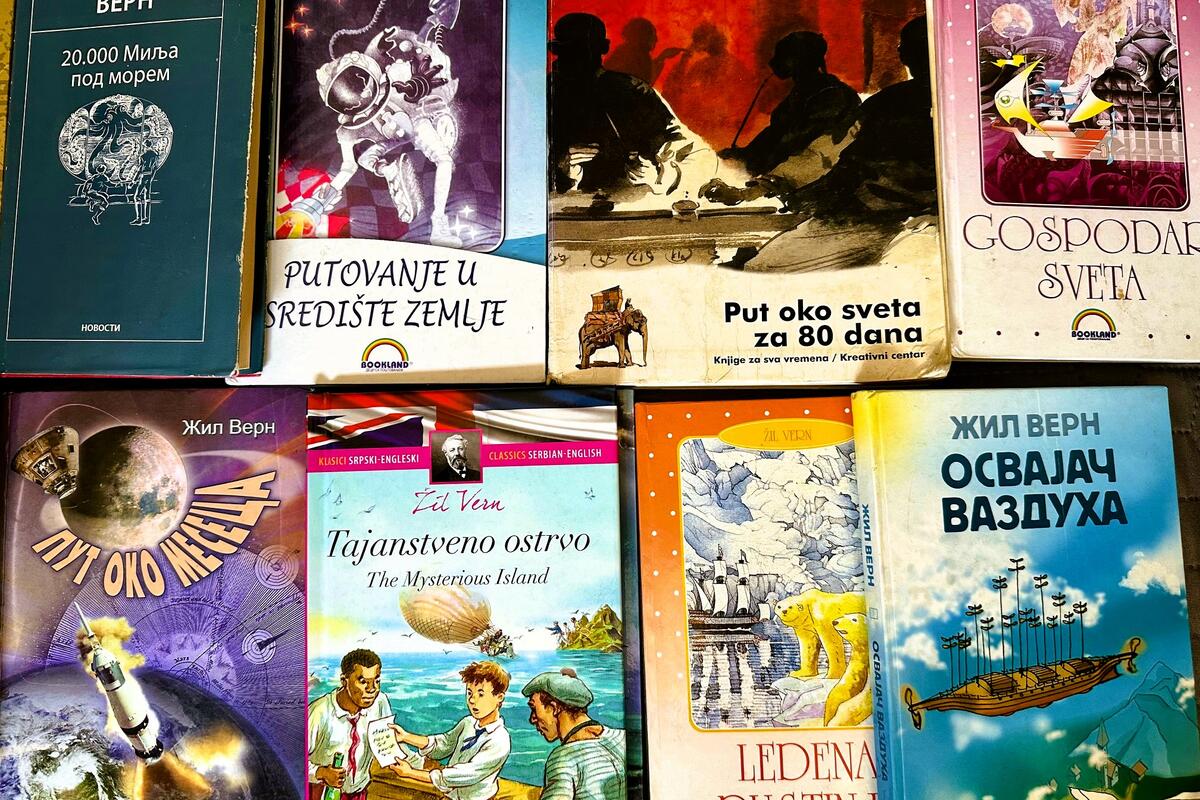 ВЕРН
20.000 Миља
под морем
НОВОСТИ
PUTOVANJE U
SREDIŠTE ZEMLJE
BOOKLAND
Put oko sveta
za 80 dana
Knjige za sva vremena / Kreativni centar
GOSPODAR
SVETA
BOOKLAND
Жил Верн
ПУТ ОКО МЕСЕЦА
KLASICI SRPSKI-ENGLESKI
CLASSICS SERBIAN-ENGLISH
Žil Vern
Tajanstveno ostrvo
The Mysterious Island
ŽIL VERN
LEDENA
PUSTINJ
ЖИЛ ВЕРН
ОСВАЈАЧ
ВАЗДУХА
ЖИЛ ВЕРН
ОСВАЈАЧ ВАЗДУХА